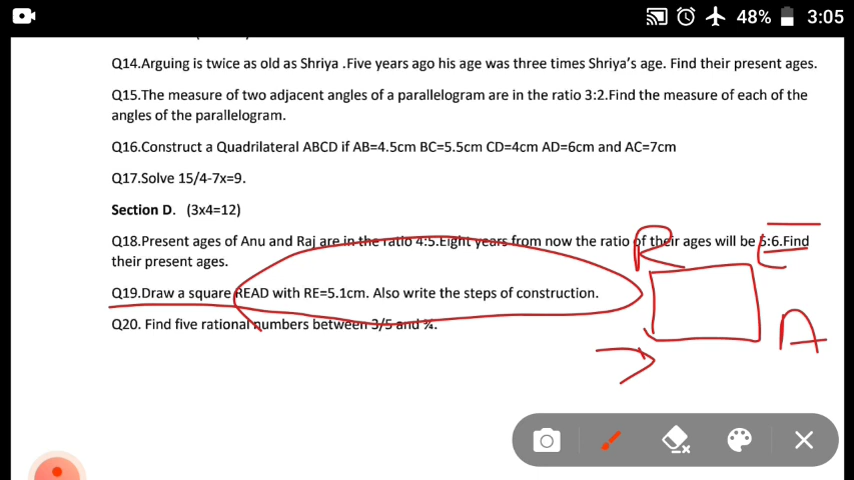 48% 3:05
Q14.Arguing is twice as old as Shriya .Five years ago his age was three times Shriya's age. Find their present ages.
Q15.The measure of two adjacent angles of a parallelogram are in the ratio 3:2.Find the measure of each of the
angles of the parallelogram.
Q16.Construct a Quadrilateral ABCD if AB=4.5cm BC=5.5cm CD=4cm AD=6cm and AC=7cm
Q17.Solve 15/4-7x=9.
Section D. (3x4=12)
Q18.Present ages of Anu and Raj are in the ratio 4:5.Eight years from now the ratio of their ages will be 5:6.Find
their present ages.
Q19.Draw a square READ with RE=5.1cm. Also write the steps of construction.
Q20. Find five rational numbers between 3/5 and ¾.
R E
A